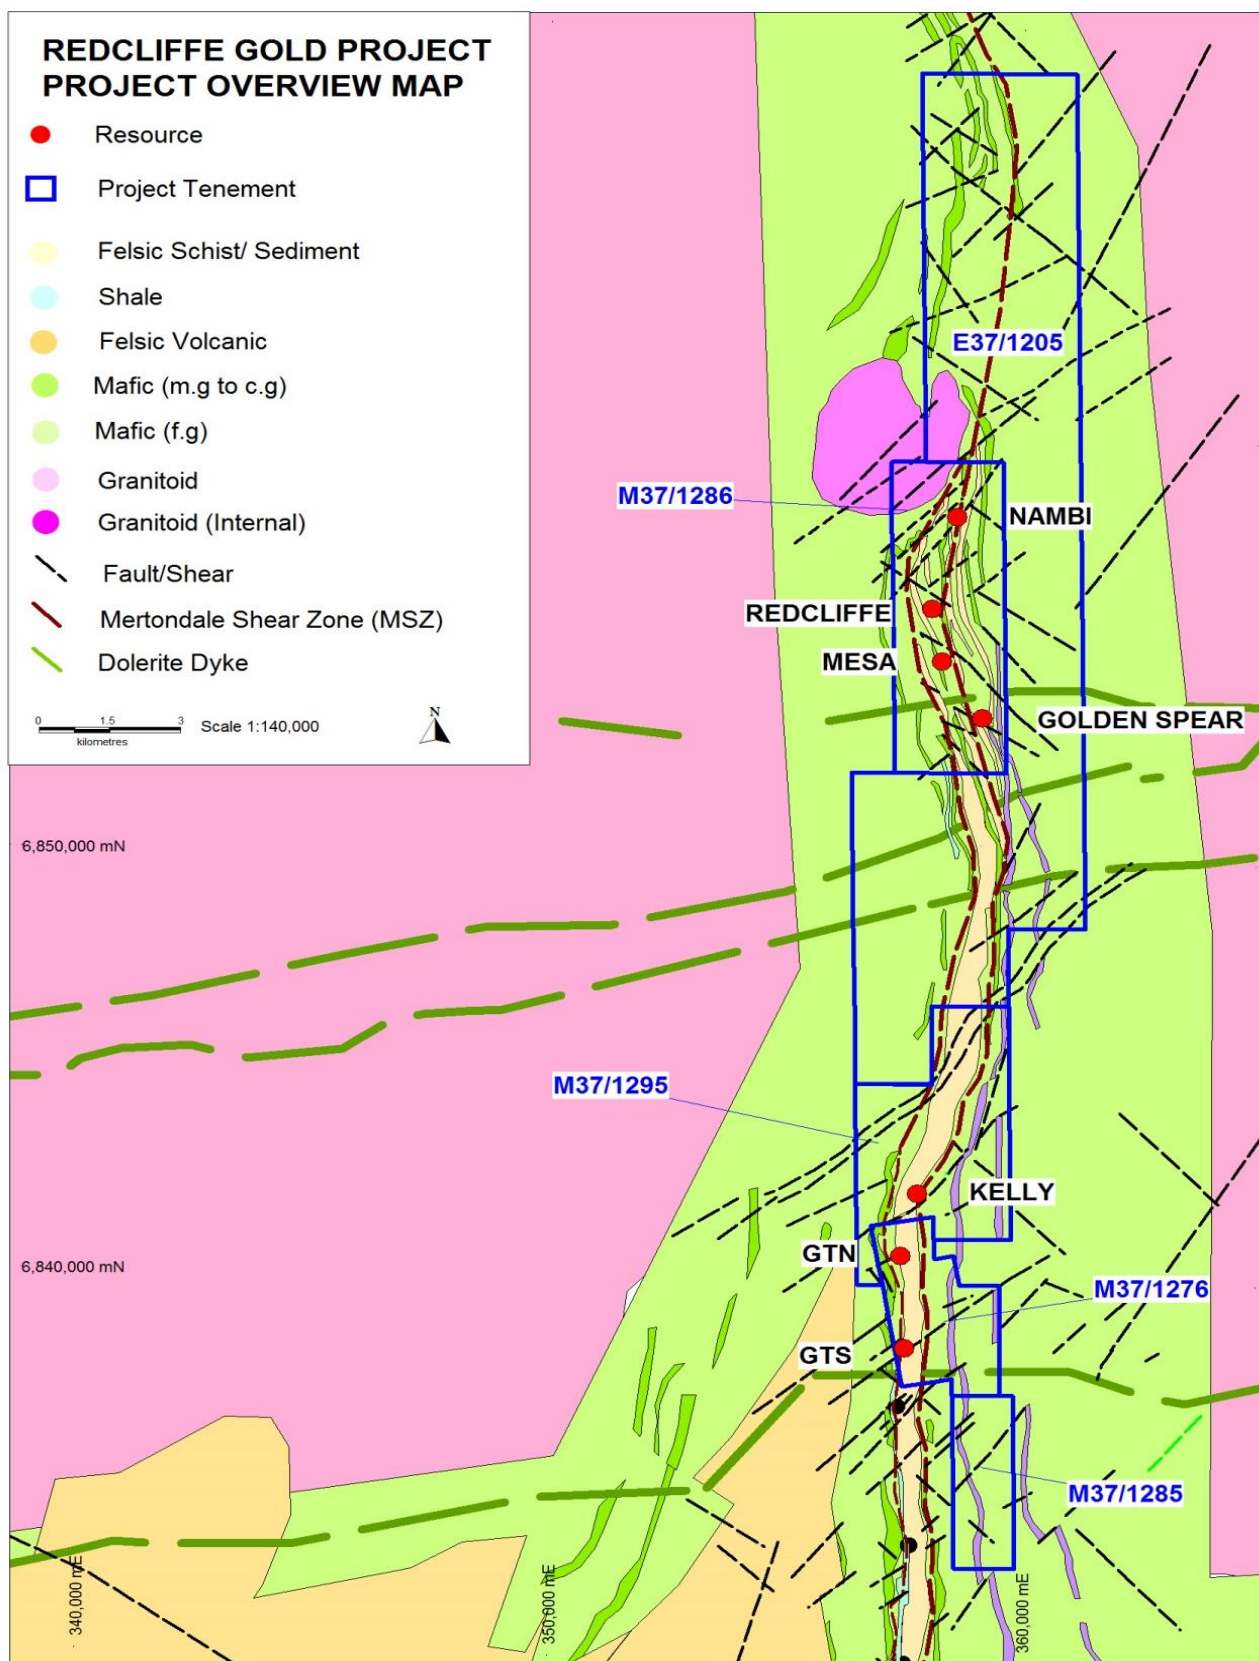 REDCLIFFE GOLD PROJECT
PROJECT OVERVIEW MAP
Resource
Project Tenement
Felsic Schist/ Sediment
Shale
Felsic Volcanic
Mafic (m.g to c.g)
Mafic (f.g)
Granitoid
Granitoid (Internal)
Fault/Shear
Mertondale Shear Zone (MSZ)
Dolerite Dyke
0 1.5 3
kilometres
Scale 1:140,000
N
E37/1205
M37/1286
NAMBI
REDCLIFFE
MESA
GOLDEN SPEAR
6,850,000 mN
M37/1295
KELLY
GTN
6,840,000 mN
M37/1276
GTS
M37/1285
340,000 mE
350,000 mE
360,000 mE